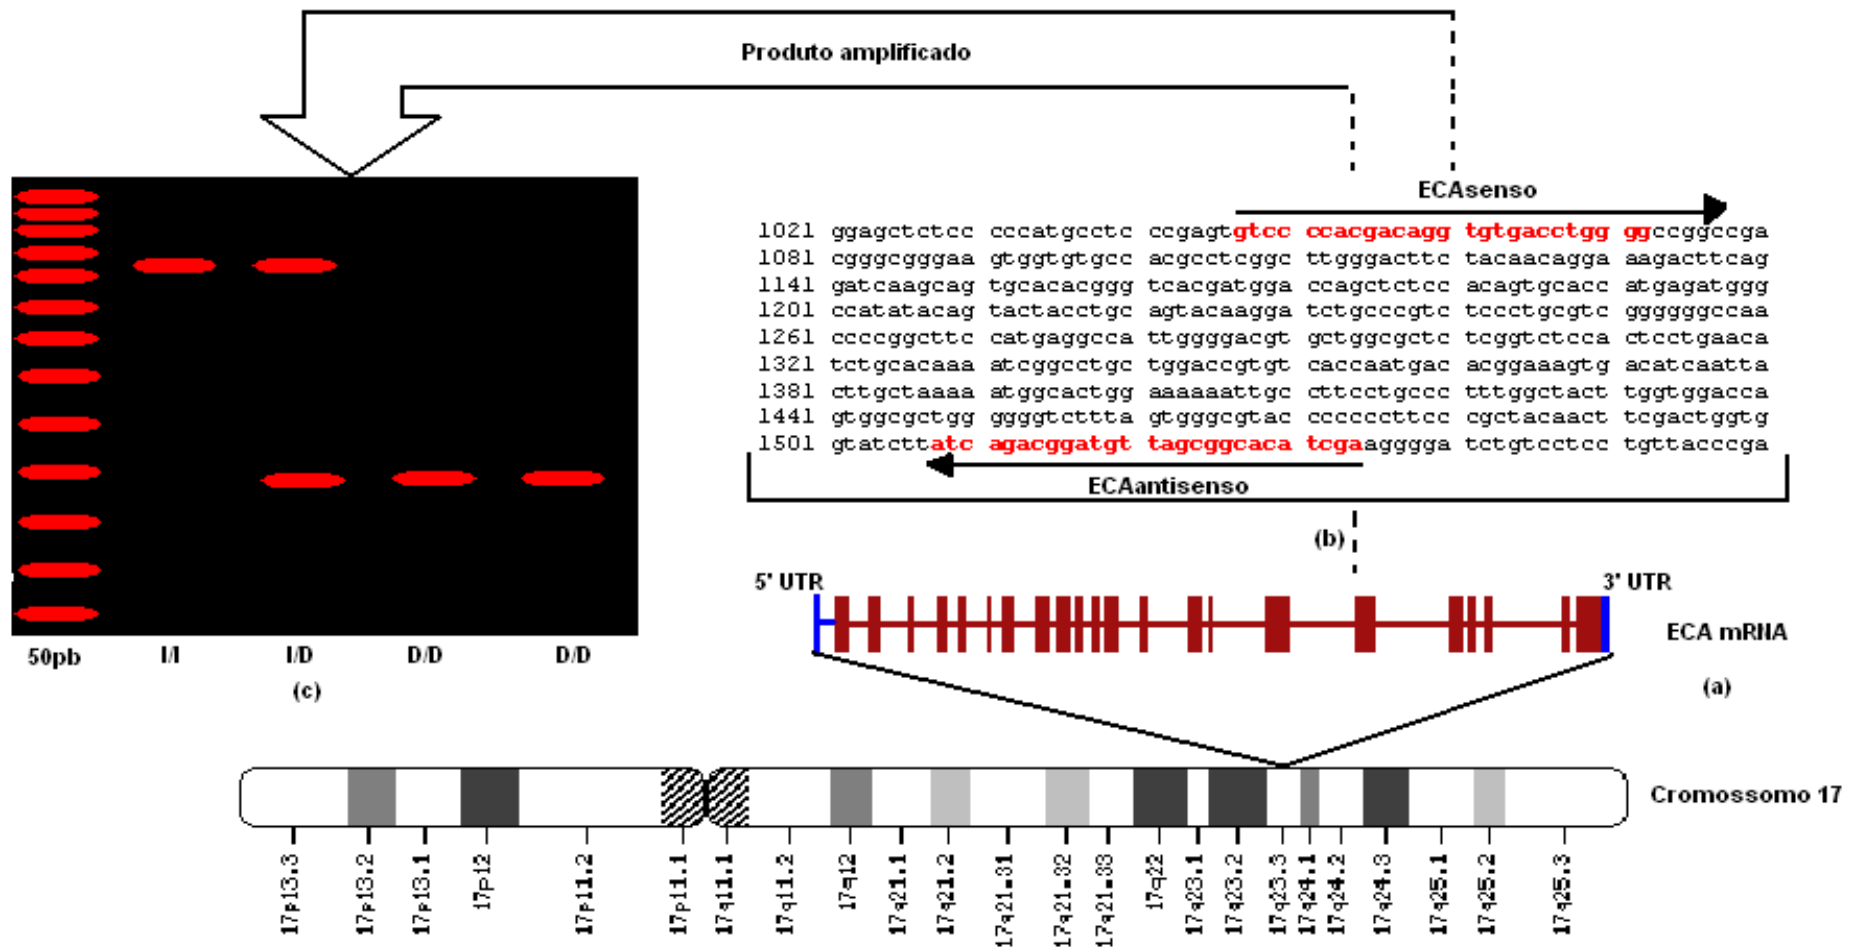 Produto amplificado
ECAsenso
1021 ggagctctcc cccatgcctc ccgagtgtcc ccacgacagg tgtgacctgg ggccggccga
1081 cgggcgggaa gtggtgtgcc acgcctcggc ttgggacttc tacaacagga aagacttcag
1141 gatcaagcag tgcacacggg tcacgatgga ccagctctcc acagtgcacc atgagatggg
1201 ccatatacag tactacctgc agtacaagga tctgcccgtc tccctgcgtc ggggggccaa
1261 ccccggcttc catgaggcca ttggggacgt gctggcgctc tcggtctcca ctcctgaaca
1321 tctgcacaaa atcggcctgc tggaccgtgt caccaatgac acggaaagtg acatcaatta
1381 cttgctaaaa atggcactgg aaaaaattgc cttcctgccc tttggctact tggtggacca
1441 gtggcgctgg ggggtcttta gtgggcgtac cccccccttcc cgctacaact tcgactggtg
1501 gtatcttatc agacggatgt tagcggcaca tcgaagggga tctgtcctcc tgttacccga
ECAantisenso
(b)
5' UTR
3' UTR
ECA mRNA
(a)
50pb
I/I
I/D
D/D
D/D
(c)
Cromossomo 17
17p13.3
17p13.2
17p13.1
17p12
17p11.2
17p11.1
17q11.1
17q11.2
17q12
17q21.1
17q21.2
17q21.31
17q21.32
17q21.33
17q22
17q23.1
17q23.2
17q23.3
17q24.1
17q24.2
17q24.3
17q25.1
17q25.2
17q25.3